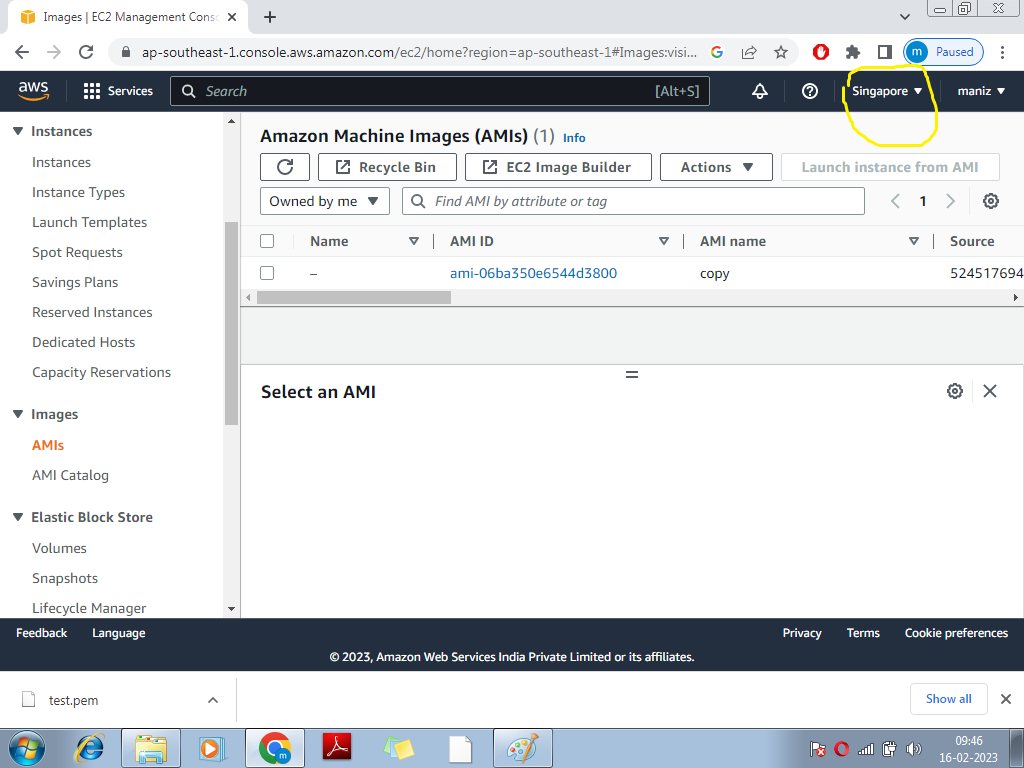 Images | EC2 Management Conso
ap-southeast-1.console.aws.amazon.com/ec2/home?region=ap-southeast-1#Images:visi...
m Paused
aws
Services
Search
[Alt+S]
Singapore
maniz
Instances
Instances
Instance Types
Launch Templates
Spot Requests
Savings Plans
Reserved Instances
Dedicated Hosts
Capacity Reservations
Images
AMIs
AMI Catalog
Elastic Block Store
Volumes
Snapshots
Lifecycle Manager
Amazon Machine Images (AMIs) (1) Info
Recycle Bin
EC2 Image Builder
Actions
Launch instance from AMI
Owned by me
Find AMI by attribute or tag
1
Name
AMI ID
AMI name
Source
– ami-06ba350e6544d3800 copy 524517694
Select an AMI
Feedback Language
Privacy Terms Cookie preferences
© 2023, Amazon Web Services India Private Limited or its affiliates.
test.pem
Show all
09:46
16-02-2023